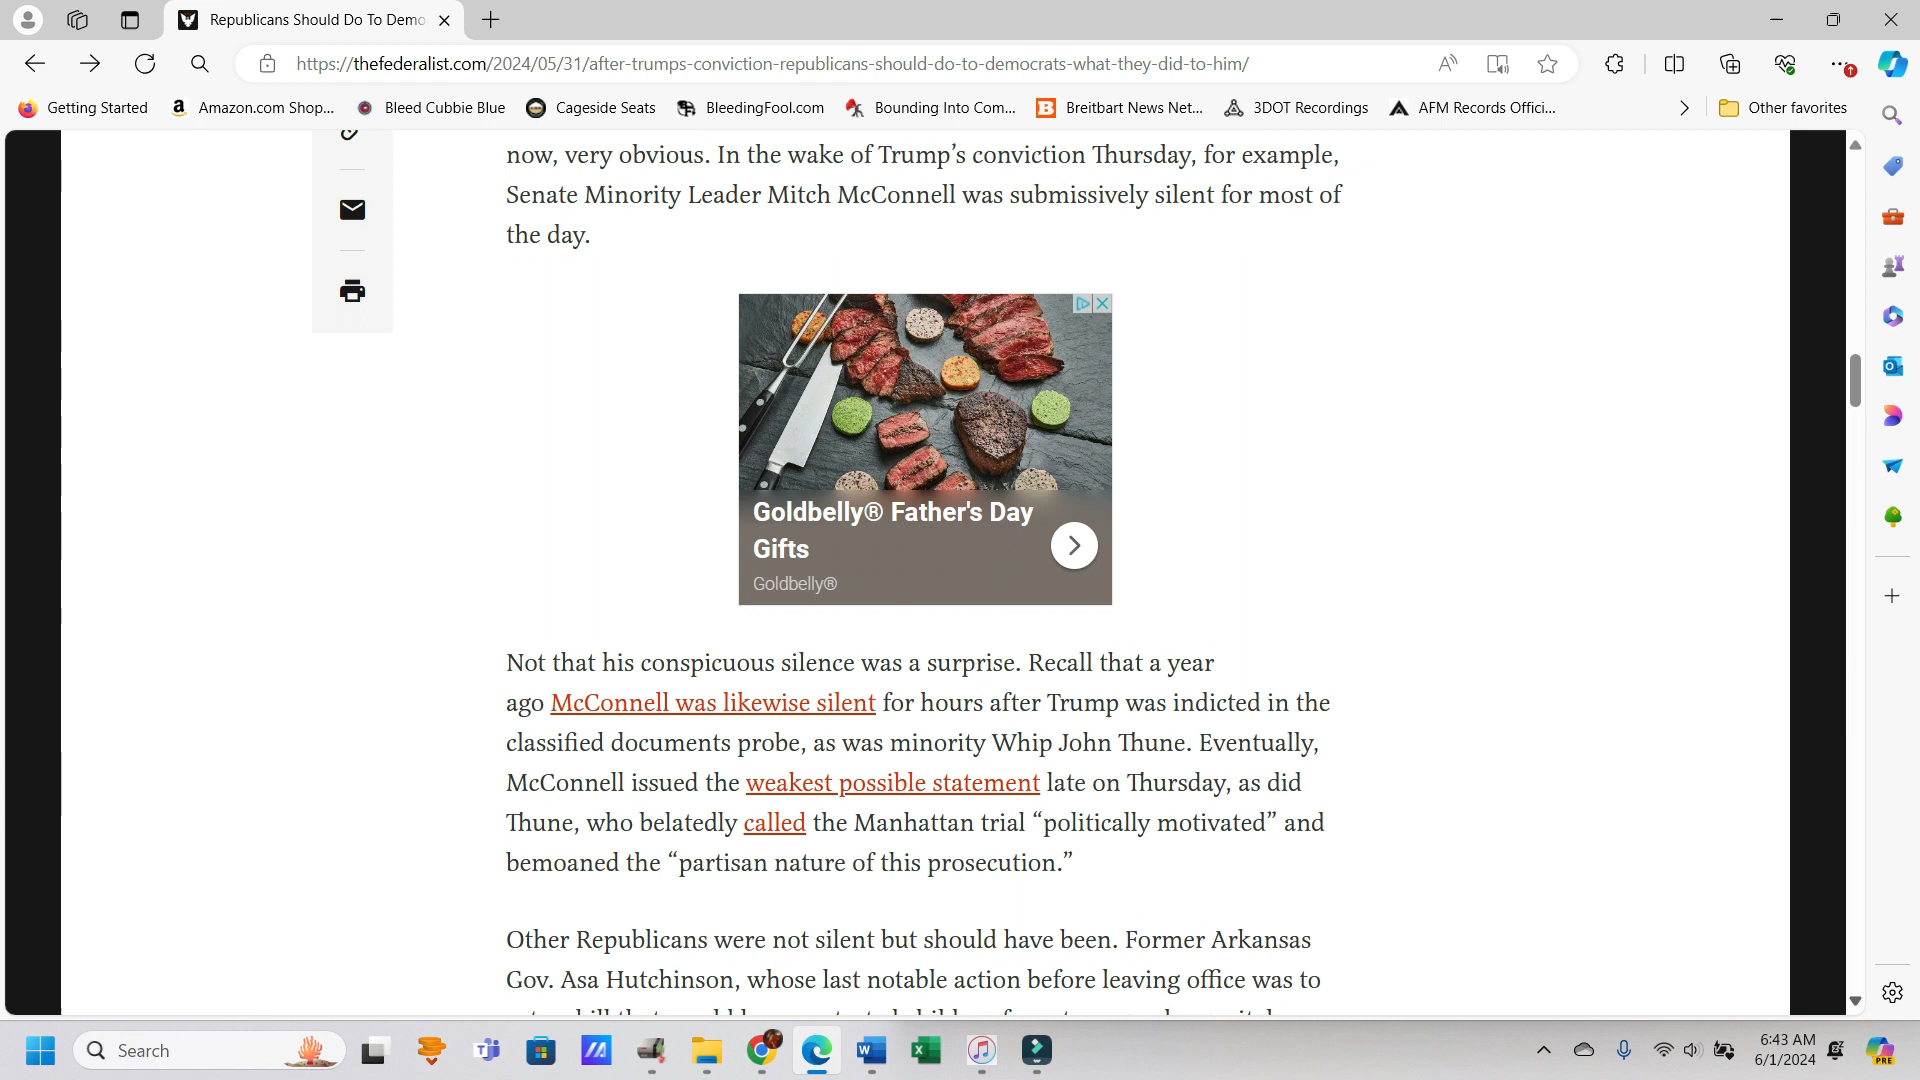 Republicans Should Do To Demo
https://thefederalist.com/2024/05/31/after-trumps-conviction-republicans-should-do-to-democrats-what-they-did-to-him/
Getting Started
Amazon.com Shop...
Bleed Cubbie Blue
Cageside Seats
BleedingFool.com
Bounding Into Com...
Breitbart News Net...
3DOT Recordings
AFM Records Offici...
Other favorites
now, very obvious. In the wake of Trump’s conviction Thursday, for example,
Senate Minority Leader Mitch McConnell was submissively silent for most of
the day.
Goldbelly® Father's Day
Gifts
Goldbelly®
Not that his conspicuous silence was a surprise. Recall that a year
ago McConnell was likewise silent for hours after Trump was indicted in the
classified documents probe, as was minority Whip John Thune. Eventually,
McConnell issued the weakest possible statement late on Thursday, as did
Thune, who belatedly called the Manhattan trial “politically motivated” and
bemoaned the “partisan nature of this prosecution.”
Other Republicans were not silent but should have been. Former Arkansas
Gov. Asa Hutchinson, whose last notable action before leaving office was to
Search
6:43 AM
6/1/2024
PRE